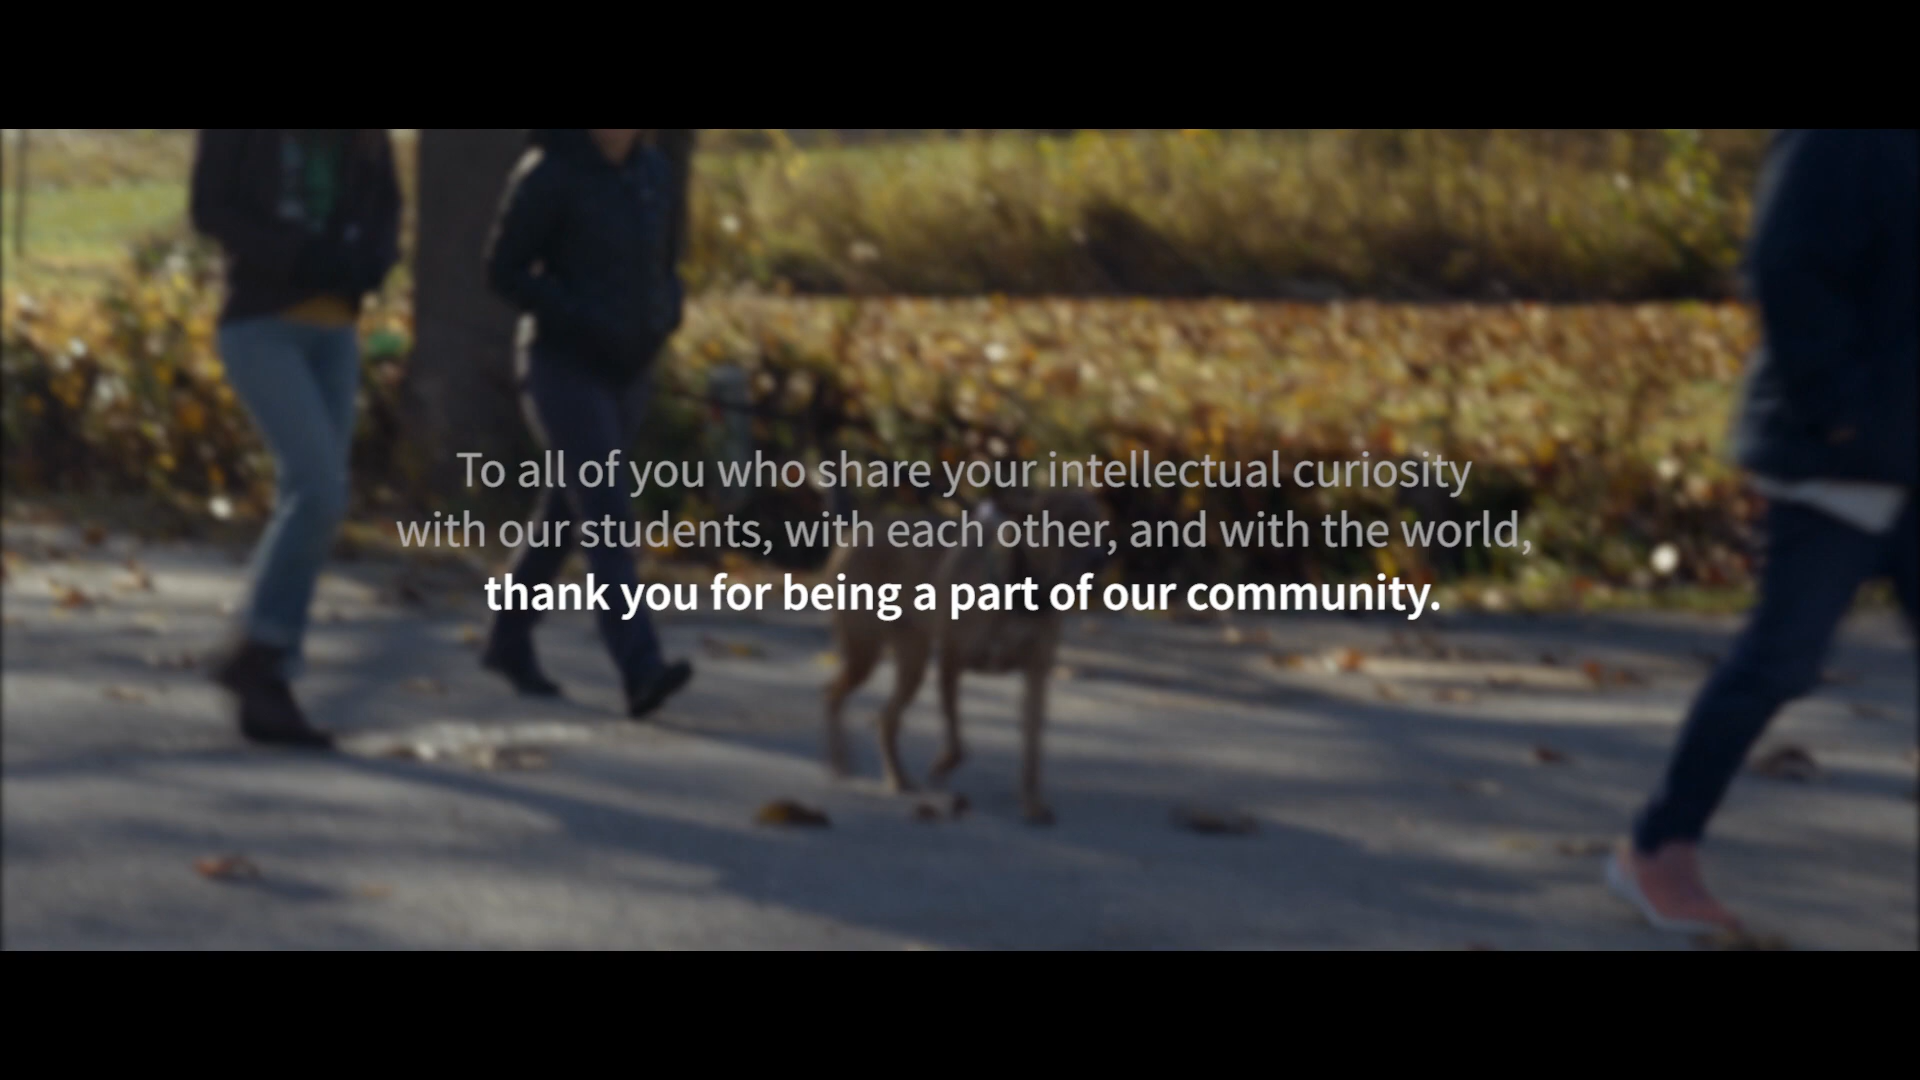 To all of you who share your intellectual curiosity
with our students, with each other, and with the world,
thank you for being a part of our community.